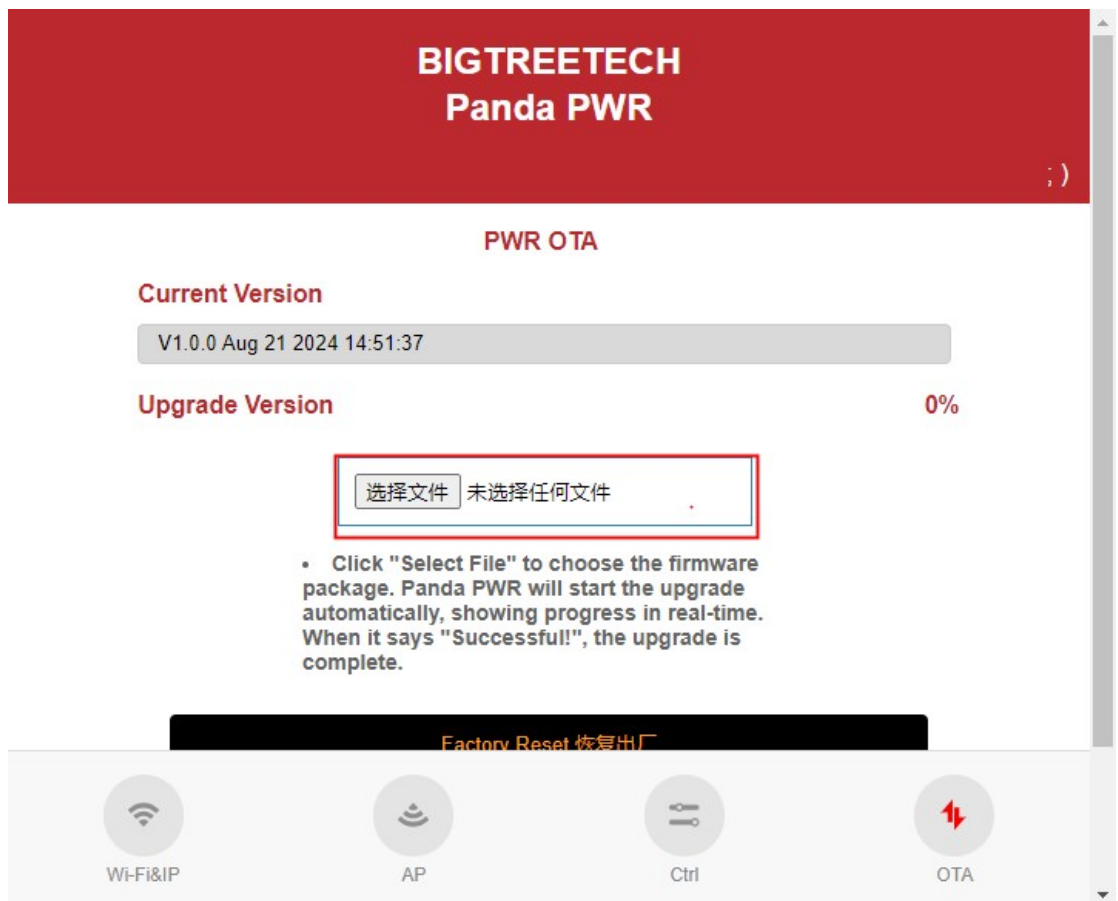 BIGTREETECH
Panda PWR
; )
PWR OTA
Current Version
V1.0.0 Aug 21 2024 14:51:37
Upgrade Version 0%
选择文件 未选择任何文件
• Click "Select File" to choose the firmware
package. Panda PWR will start the upgrade
automatically, showing progress in real-time.
When it says "Successful!", the upgrade is
complete.
Factory Reset 恢复出厂
Wi-Fi&IP AP Ctrl OTA